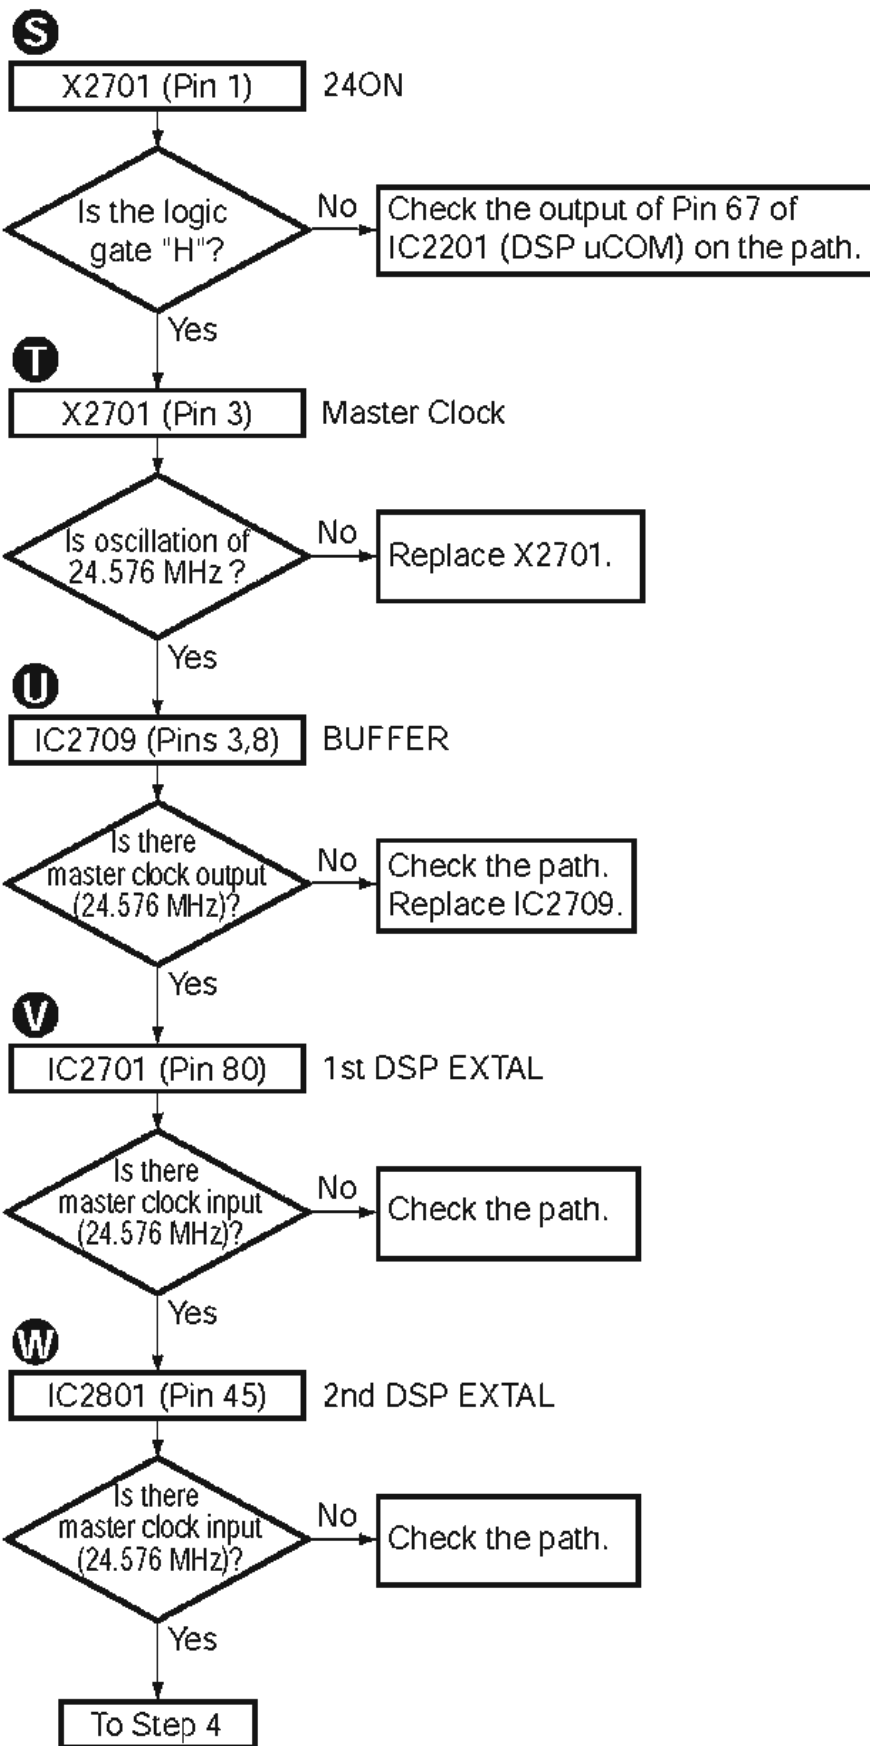 S
X2701 (Pin 1) 24ON
Is the logic
gate "H"?
No
Check the output of Pin 67 of
IC2201 (DSP uCOM) on the path.
Yes
T
X2701 (Pin 3) Master Clock
Is oscillation of
24.576 MHz ?
No
Replace X2701.
Yes
U
IC2709 (Pins 3,8) BUFFER
Is there
master clock output
(24.576 MHz)?
No
Check the path.
Replace IC2709.
Yes
V
IC2701 (Pin 80) 1st DSP EXTAL
Is there
master clock input
(24.576 MHz)?
No
Check the path.
Yes
W
IC2801 (Pin 45) 2nd DSP EXTAL
Is there
master clock input
(24.576 MHz)?
No
Check the path.
Yes
To Step 4